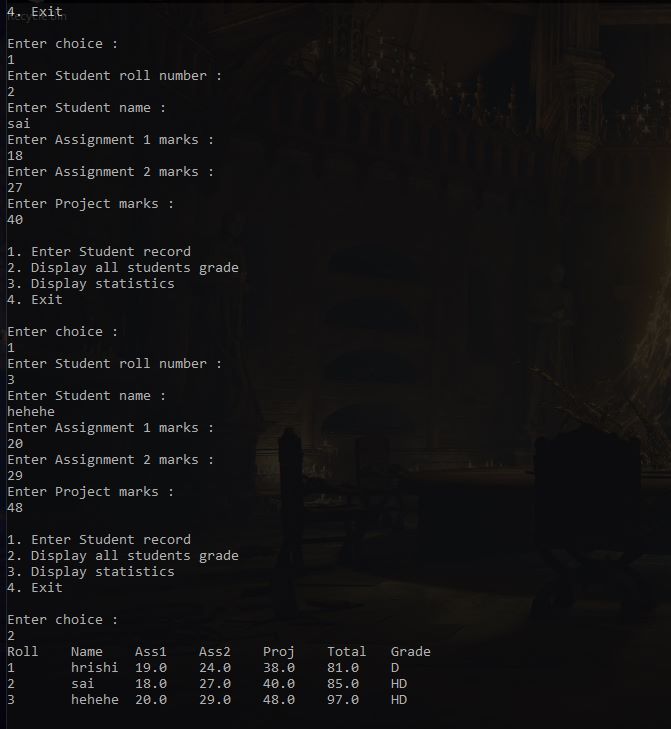 4. Exit
Enter choice :
1
Enter Student roll number :
2
Enter Student name :
sai
Enter Assignment 1 marks :
18
Enter Assignment 2 marks :
27
Enter Project marks :
40
1. Enter Student record
2. Display all students grade
3. Display statistics
4. Exit
Enter choice :
1
Enter Student roll number :
3
Enter Student name :
hehehe
Enter Assignment 1 marks :
20
Enter Assignment 2 marks :
29
Enter Project marks :
48
1. Enter Student record
2. Display all students grade
3. Display statistics
4. Exit
Enter choice :
2
Roll Name Ass1 Ass2 Proj Total Grade
1 hrishi 19.0 24.0 38.0 81.0 D
2 sai 18.0 27.0 40.0 85.0 HD
3 hehehe 20.0 29.0 48.0 97.0 HD